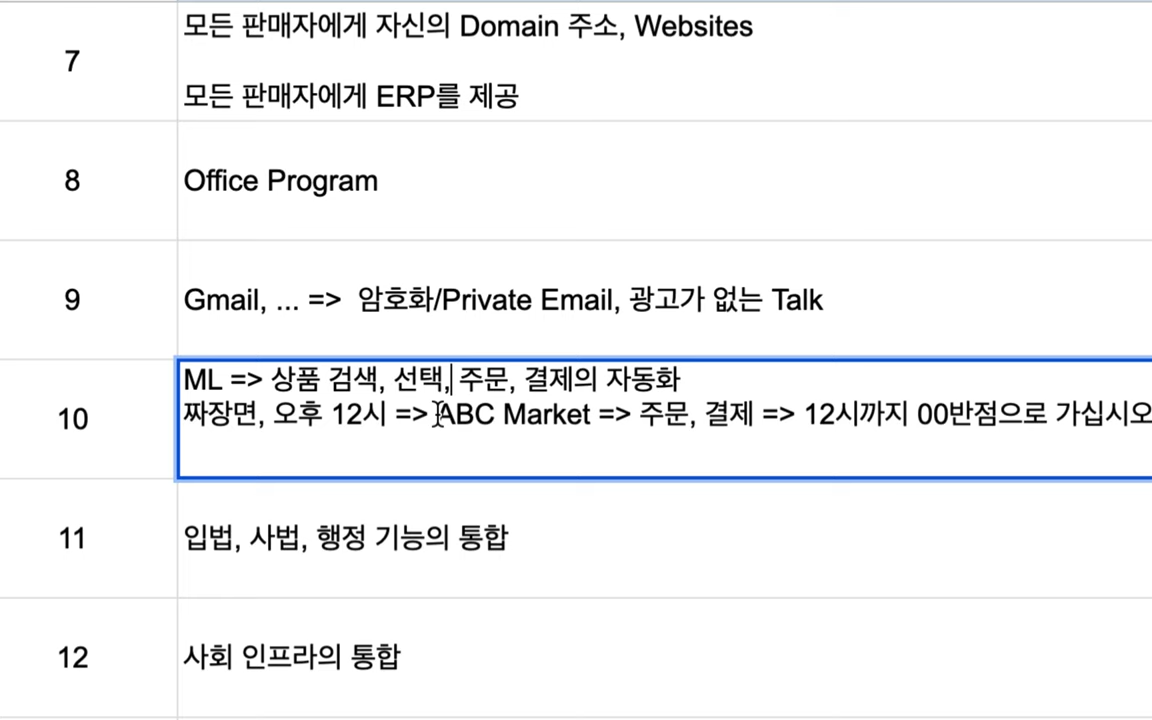 7
모든 판매자에게 자신의 Domain 주소, Websites
모든 판매자에게 ERP를 제공
8
Office Program
9
Gmail, ... =>  암호화/Private Email, 광고가 없는 Talk
10
ML => 상품 검색, 선택, 주문, 결제의 자동화
짜장면, 오후 12시 => ABC Market => 주문, 결제 => 12시까지 00반점으로 가십시오
11
입법, 사법, 행정 기능의 통합
12
사회 인프라의 통합